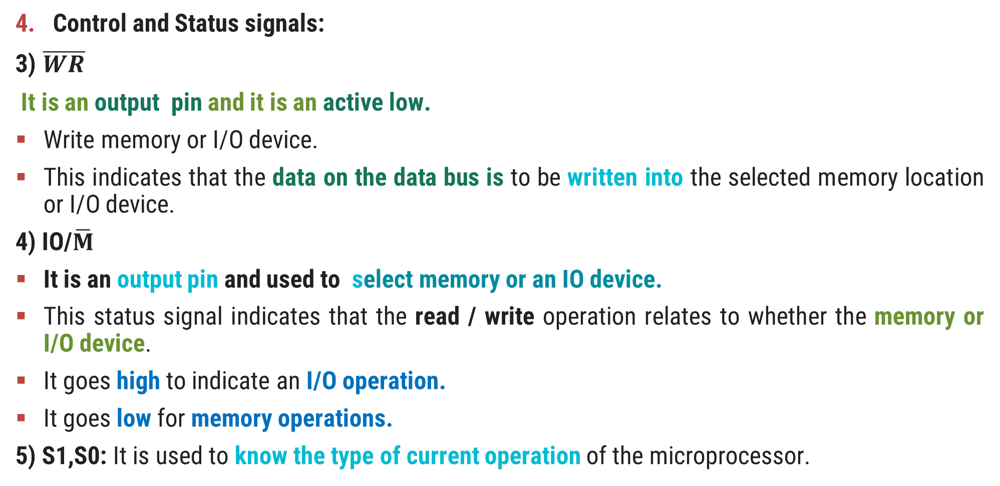 4. Control and Status signals:
3) \overline{WR}
It is an output pin and it is an active low.
▪ Write memory or I/O device.
▪ This indicates that the data on the data bus is to be written into the selected memory location
or I/O device.
4) IO/\overline{M}
▪ It is an output pin and used to select memory or an IO device.
▪ This status signal indicates that the read / write operation relates to whether the memory or
I/O device.
▪ It goes high to indicate an I/O operation.
▪ It goes low for memory operations.
5) S1,S0: It is used to know the type of current operation of the microprocessor.